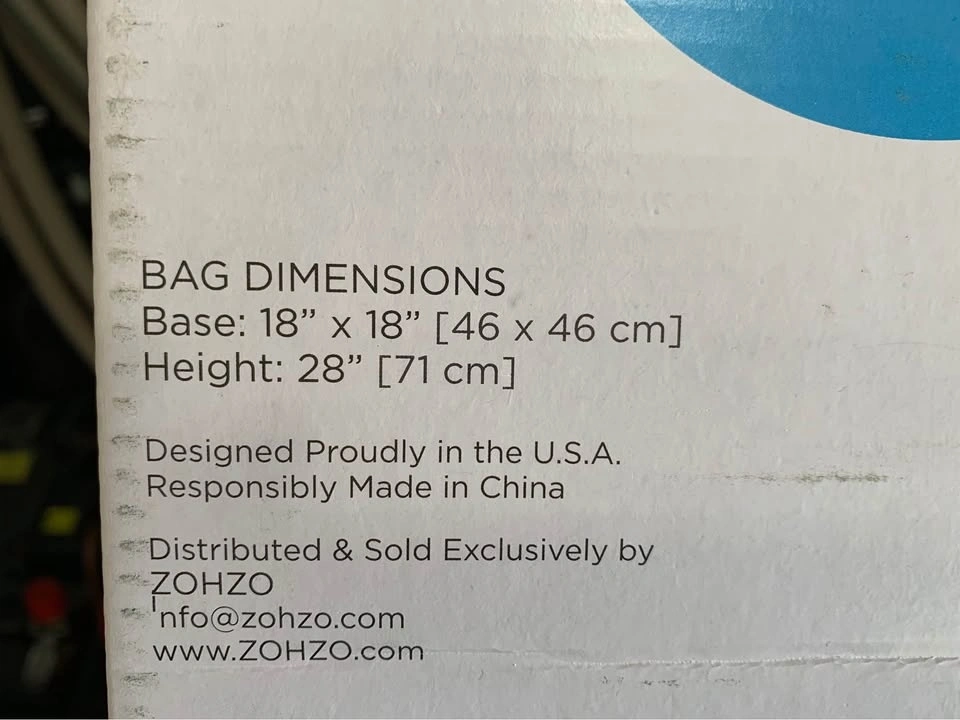 BAG DIMENSIONS
Base: 18” x 18” [46 x 46 cm]
Height: 28” [71 cm]
Designed Proudly in the U.S.A.
Responsibly Made in China
Distributed & Sold Exclusively by
ZOHZO
Info@zohzo.com
www.ZOHZO.com